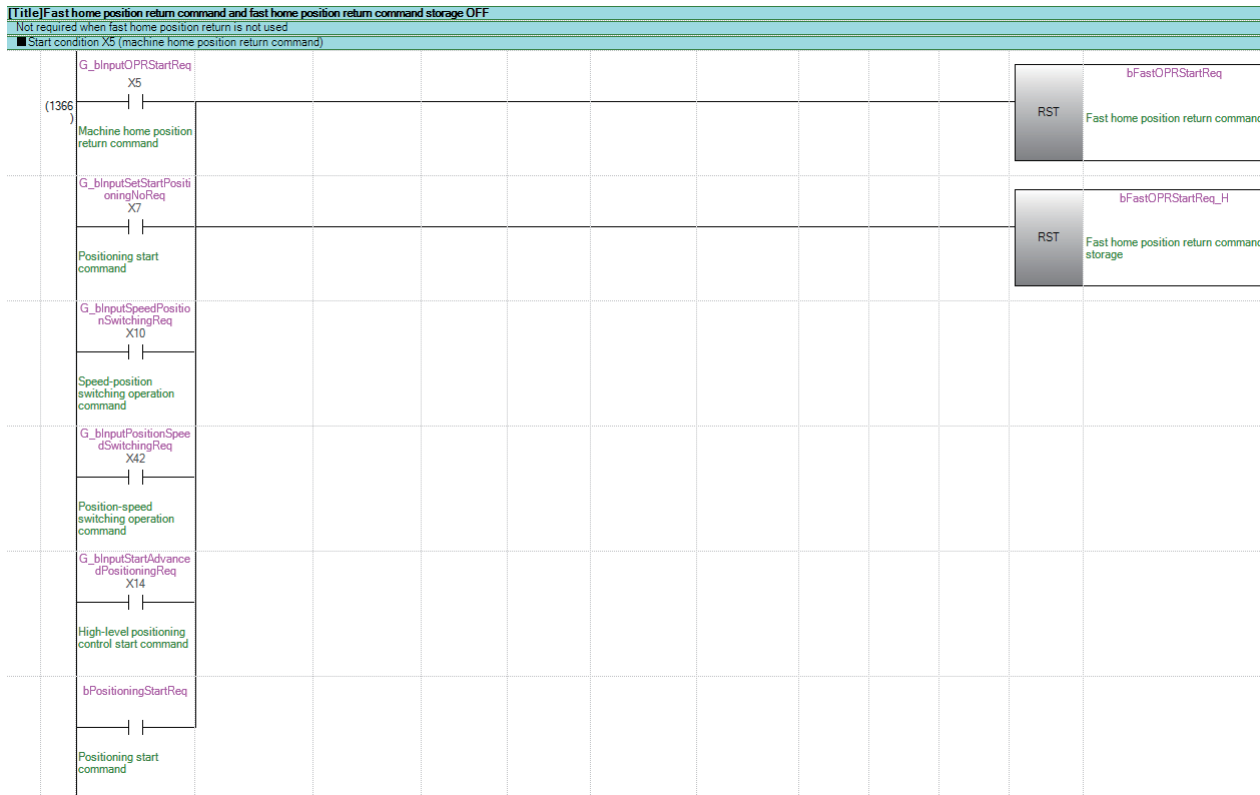 [Title]Fast home position return command and fast home position return command storage OFF
Not required when fast home position return is not used
■Start condition X5 (machine home position return command)
G_bInputOPRStartReq
X5
(1366
)
Machine home position
return command
RST
bFastOPRStartReq
Fast home position return command
G_bInputSetStartPositi
oningNoReq
X7
Positioning start
command
RST
bFastOPRStartReq_H
Fast home position return command
storage
G_bInputSpeedPositio
nSwitchingReq
X10
Speed-position
switching operation
command
G_bInputPositionSpee
dSwitchingReq
X42
Position-speed
switching operation
command
G_bInputStartAdvance
dPositioningReq
X14
High-level positioning
control start command
bPositioningStartReq
Positioning start
command